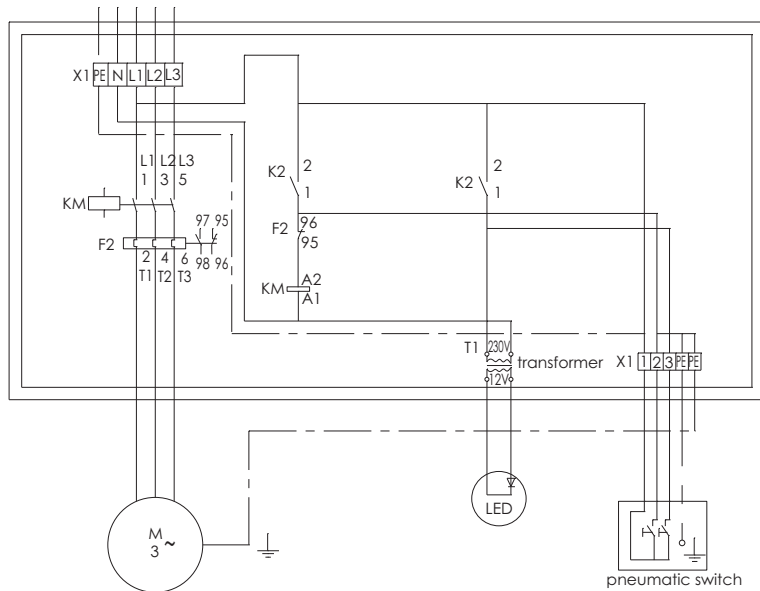 X1 PE N L1 L2 L3
L1 L2 L3
1 3 5
KM
K2 2
1
K2 2
1
97 95
F2
2 4 6
98 96
T1 T2 T3
F2 96
95
KM A2
A1
T1 230V
transformer
12V
X1 1 2 3 PE PE
LED
M
3 ~
pneumatic switch